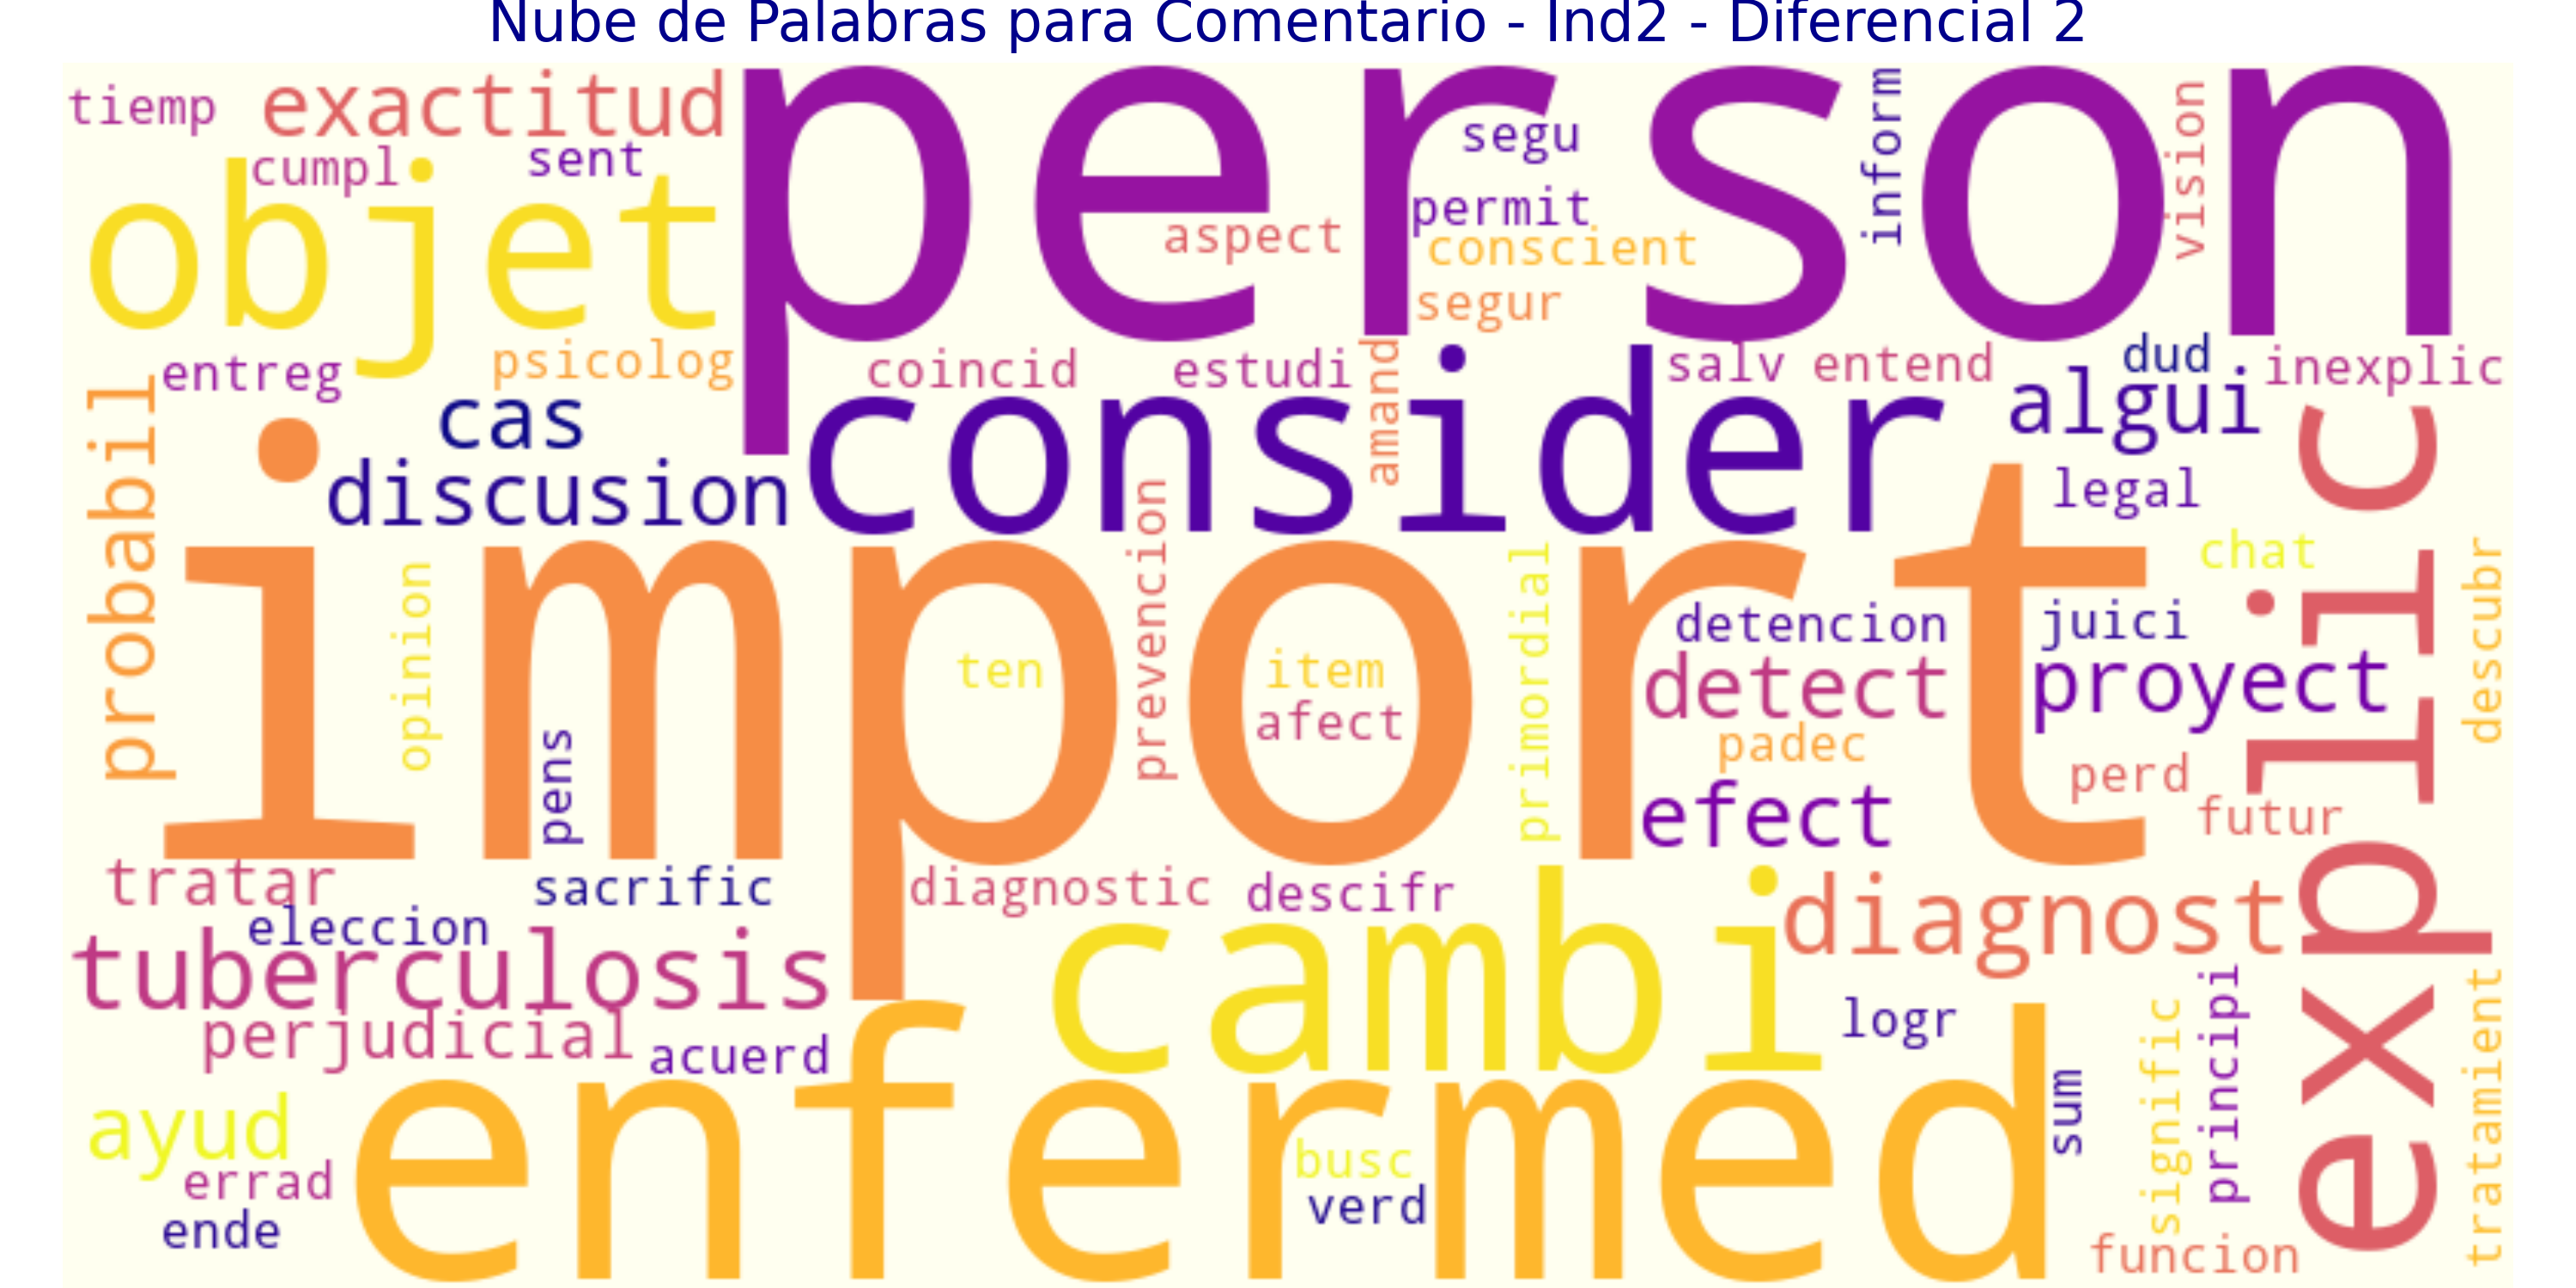 Nube de Palabras para Comentario - Ind2 - Diferencial 2
tiemp
exactitud
person
cumpl
sent
segu
inform
vision
objet
permit
aspect
conscient
segur
entreg
psicolog
coincid
estudi
amand
salv
entend
dud
inexplic
probabil
cas
consider
algui
discusion
legal
explic
import
opinion
pens
prevencion
ten
item
afect
primordial
detencion
juici
chat
descubr
detect
proyect
padec
perd
efect
futur
tratar
sacrific
diagnostic
descifr
cambi
diagnost
eleccion
tuberculosis
perjudicial
acuerd
logr
enfermed
sum
signific
principi
tratamient
ayud
errad
ende
busc
verd
funcion